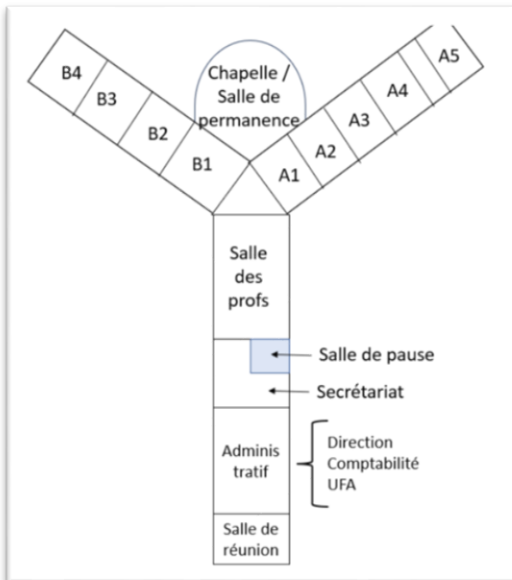 B4
B3
B2
B1
Chapelle /
Salle de
permanence
A5
A4
A3
A2
A1
Salle
des
profs
Salle de pause
Secrétariat
Adminis
tratif
Direction
Comptabilité
UFA
Salle de
réunion